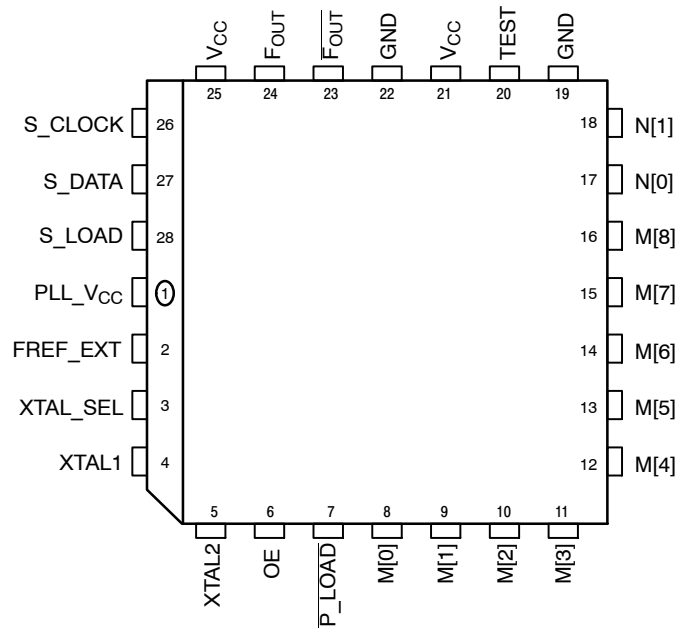 VCC FOUT F̅O̅U̅T̅ GND VCC TEST GND
25 24 23 22 21 20 19
S_CLOCK 26
S_DATA 27
S_LOAD 28
PLL_VCC 1
FREF_EXT 2
XTAL_SEL 3
XTAL1 4
18 N[1]
17 N[0]
16 M[8]
15 M[7]
14 M[6]
13 M[5]
12 M[4]
5 6 7 8 9 10 11
XTAL2 OE P̅_̅L̅O̅A̅D̅ M[0] M[1] M[2] M[3]